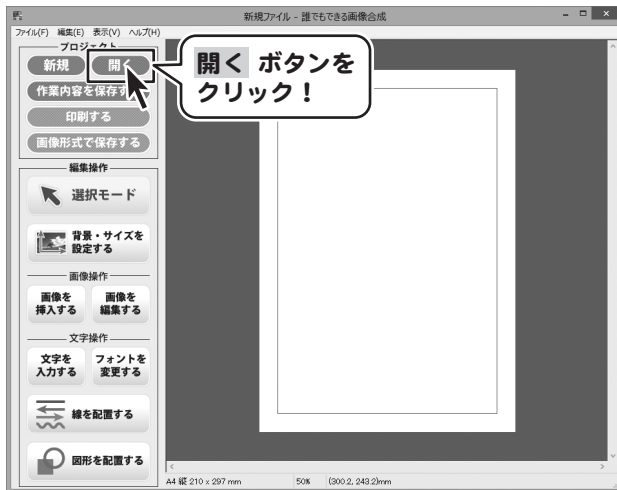 新規ファイル - 誰でもできる画像合成
ファイル(F) 編集(E) 表示(V) ヘルプ(H)
プロジェクト
新規 開く
開く ボタンを
クリック！
作業内容を保存する
印刷する
画像形式で保存する
編集操作
選択モード
背景・サイズを
設定する
画像操作
画像を
挿入する
画像を
編集する
文字操作
文字を
入力する
フォントを
変更する
線を配置する
図形を配置する
A4 縦 210 x 297 mm 50% (300.2, 243.2)mm